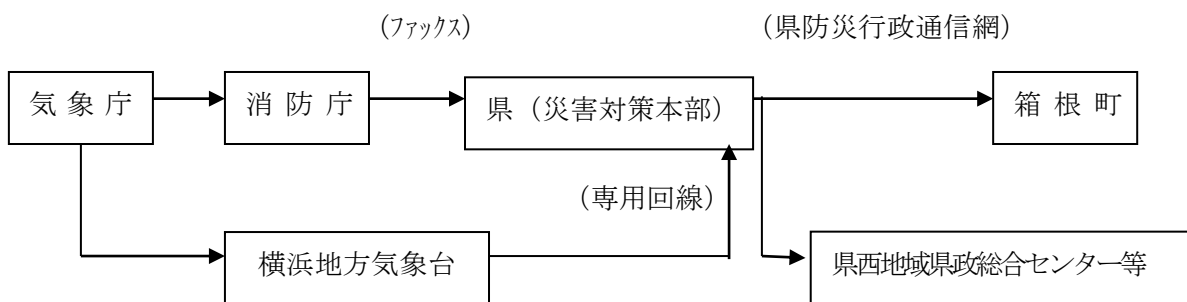 (ﾌｧｯｸｽ)
(県防災行政通信網)
気 象 庁
消 防 庁
県（災害対策本部）
箱 根 町
(専用回線)
横浜地方気象台
県西地域県政総合センター等